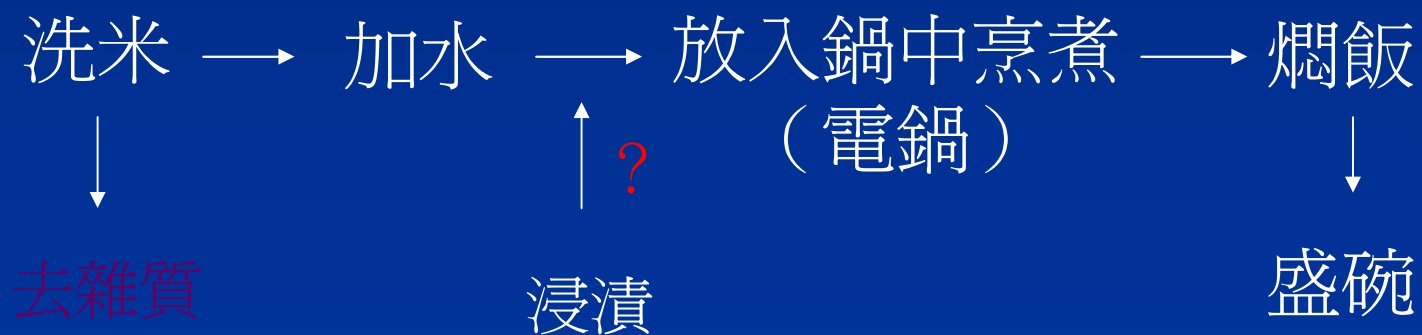 洗米 → 加水 → 放入鍋中烹煮 → 燜飯
（電鍋）
？
去雜質
浸漬
盛碗